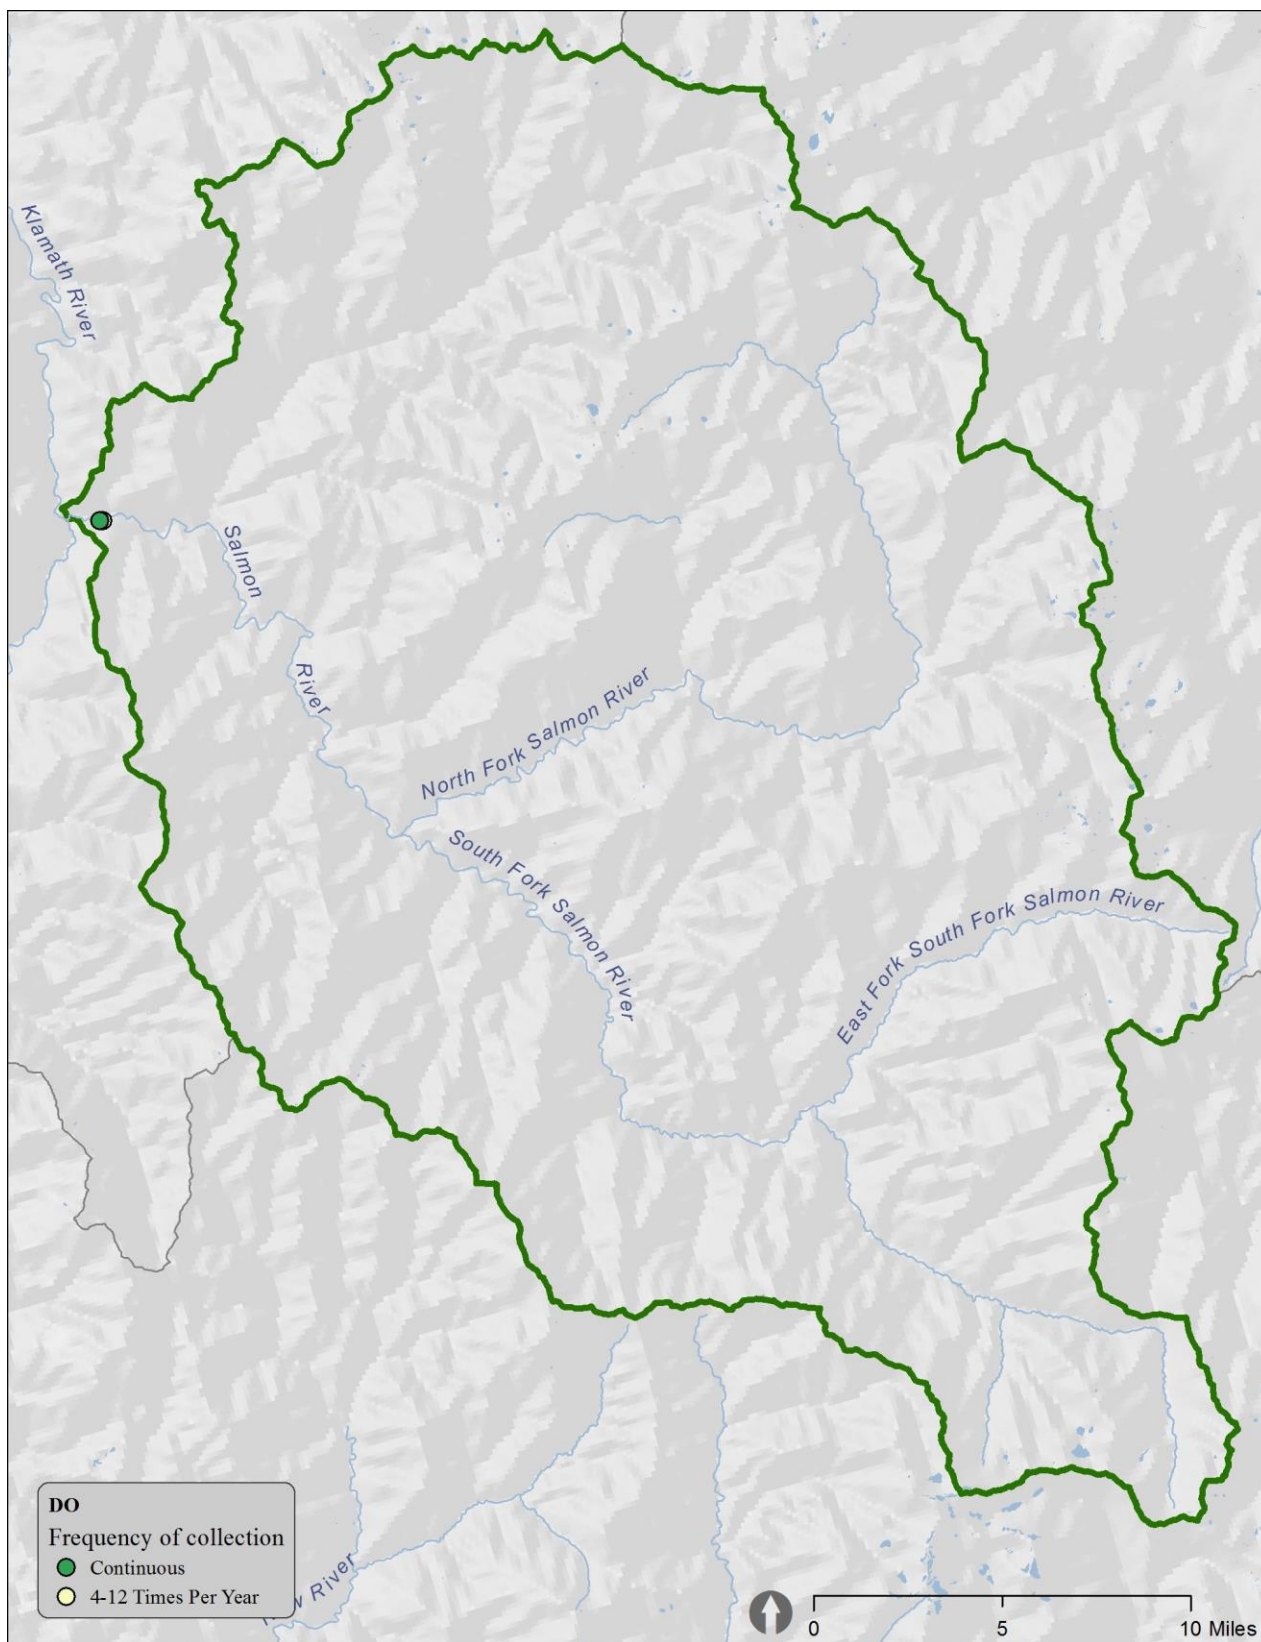 Klamath River
Salmon
River
North Fork Salmon River
South Fork Salmon River
East Fork South Fork Salmon River
DO
Frequency of collection
Continuous
4-12 Times Per Year
River
0 5 10 Miles